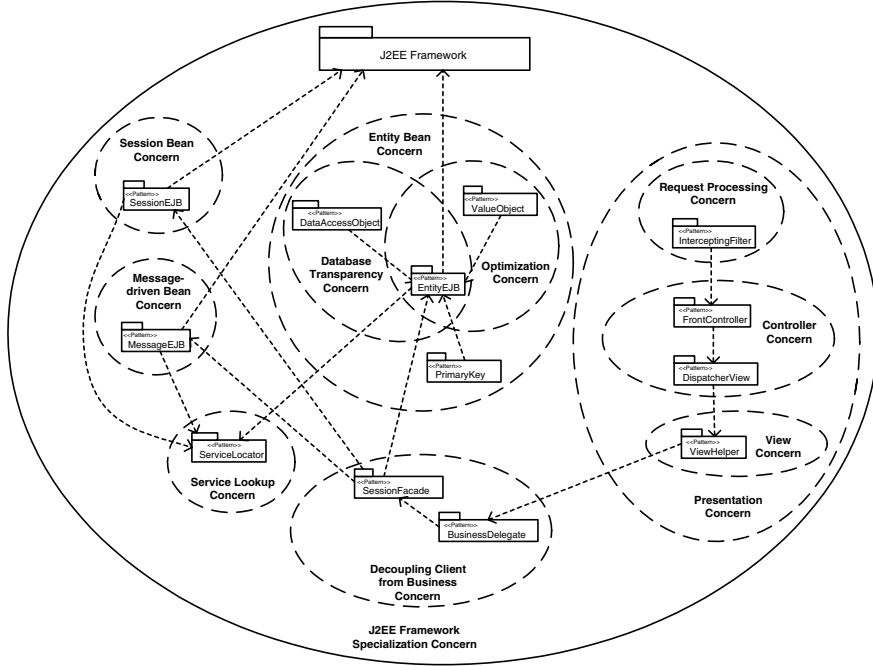 J2EE Framework
Entity Bean
Concern
Session Bean
Concern
<<Pattern>>
SessionEJB
Request Processing
Concern
<<Pattern>>
DataAccessObject
<<Pattern>>
ValueObject
<<Pattern>>
InterceptingFilter
Database
Transparency
Concern
<<Pattern>>
EntityEJB
Optimization
Concern
Message-
driven Bean
Concern
<<Pattern>>
MessageEJB
<<Pattern>>
FrontController
Controller
Concern
<<Pattern>>
PrimaryKey
<<Pattern>>
DispatcherView
<<Pattern>>
ServiceLocator
Service Lookup
Concern
<<Pattern>>
ViewHelper
View
Concern
<<Pattern>>
SessionFacade
Presentation
Concern
<<Pattern>>
BusinessDelegate
Decoupling Client
from Business
Concern
J2EE Framework
Specialization Concern